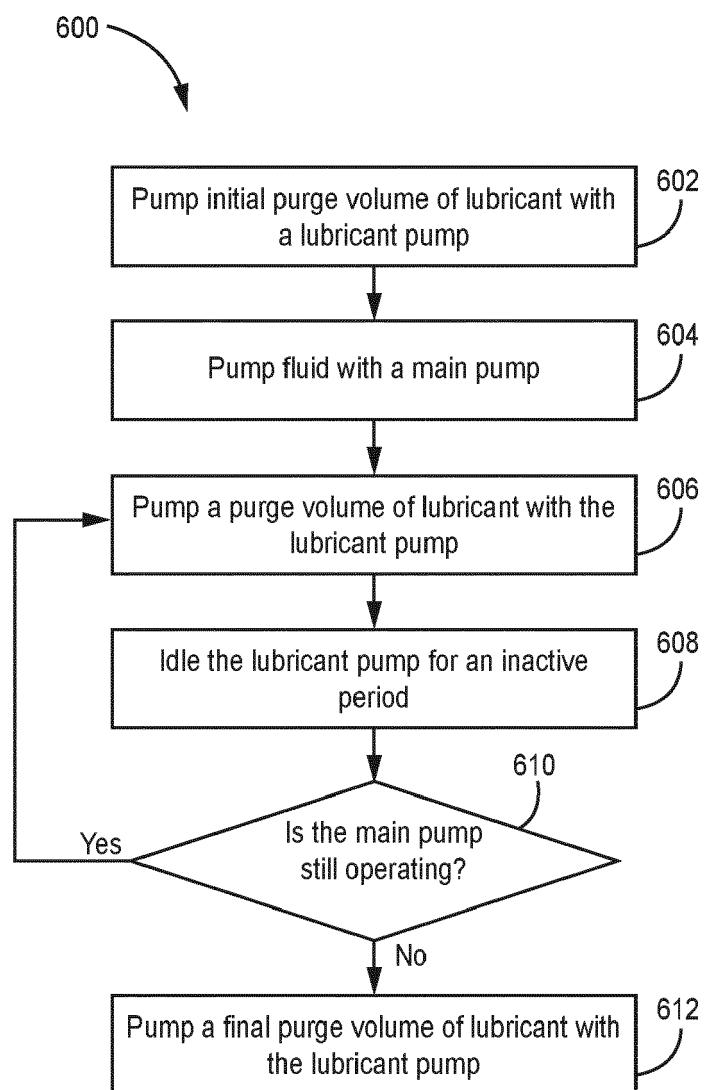 600
Pump initial purge volume of lubricant with
a lubricant pump
602
Pump fluid with a main pump
604
Pump a purge volume of lubricant with the
lubricant pump
606
Idle the lubricant pump for an inactive
period
608
610
Is the main pump
still operating?
Yes
No
Pump a final purge volume of lubricant with
the lubricant pump
612